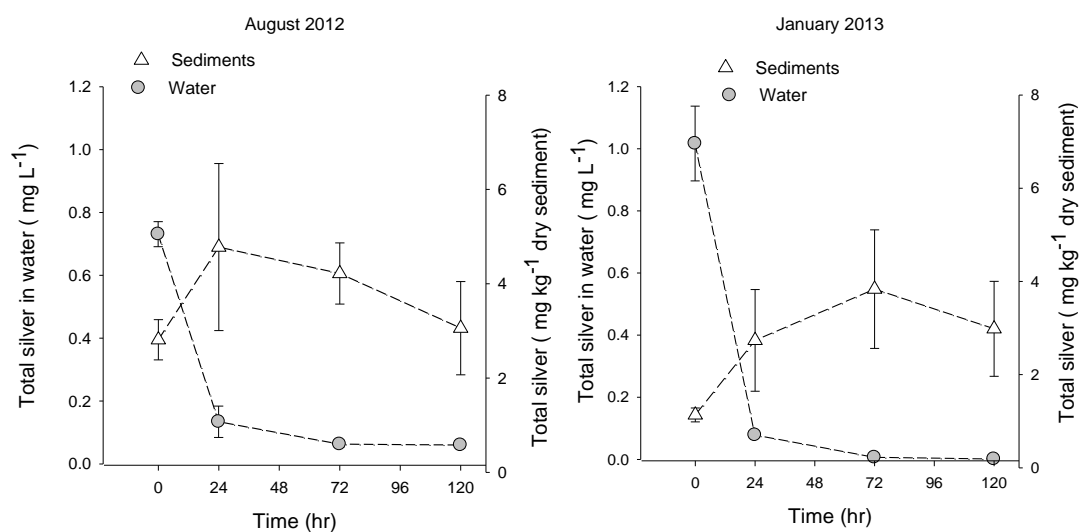 August 2012
Sediments
Water
Total silver in water ( mg L-1)
1.2
1.0
0.8
0.6
0.4
0.2
0.0
8
6
4
2
0
Total silver ( mg kg-1 dry sediment)
0 24 48 72 96 120
Time (hr)
January 2013
Sediments
Water
Total silver in water ( mg L-1)
1.2
1.0
0.8
0.6
0.4
0.2
0.0
8
6
4
2
0
Total silver ( mg kg-1 dry sediment)
0 24 48 72 96 120
Time (hr)